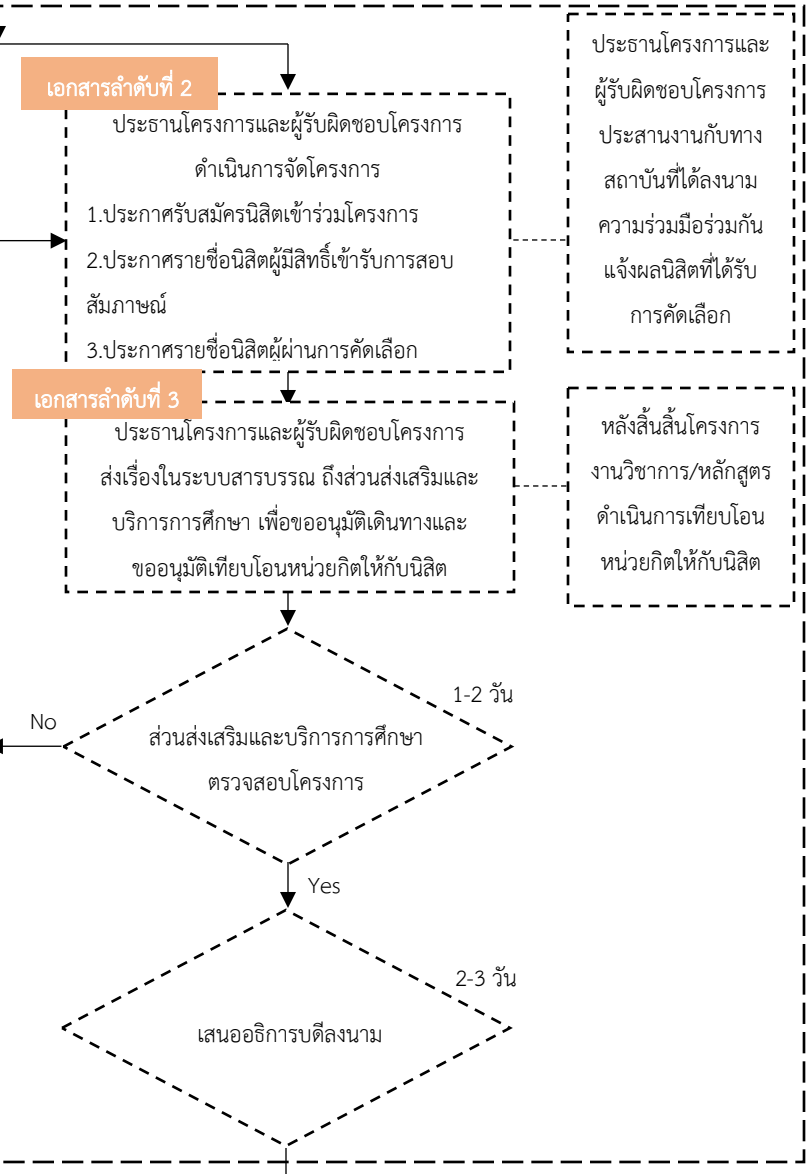 เอกสารลำดับที่ 2
ประธานโครงการและผู้รับผิดชอบโครงการ
ดำเนินการจัดโครงการ
1.ประกาศรับสมัครนิสิตเข้าร่วมโครงการ
2.ประกาศรายชื่อนิสิตผู้มีสิทธิ์เข้ารับการสอบ
สัมภาษณ์
3.ประกาศรายชื่อนิสิตผู้ผ่านการคัดเลือก
ประธานโครงการและ
ผู้รับผิดชอบโครงการ
ประสานงานกับทาง
สถาบันที่ได้ลงนาม
ความร่วมมือร่วมกัน
แจ้งผลนิสิตที่ได้รับ
การคัดเลือก
เอกสารลำดับที่ 3
ประธานโครงการและผู้รับผิดชอบโครงการ
ส่งเรื่องในระบบสารบรรณ ถึงส่วนส่งเสริมและ
บริการการศึกษา เพื่อขออนุมัติเดินทางและ
ขออนุมัติเทียบโอนหน่วยกิตให้กับนิสิต
หลังสิ้นสิ้นโครงการ
งานวิชาการ/หลักสูตร
ดำเนินการเทียบโอน
หน่วยกิตให้กับนิสิต
1-2 วัน
No
ส่วนส่งเสริมและบริการการศึกษา
ตรวจสอบโครงการ
Yes
2-3 วัน
เสนออธิการบดีลงนาม